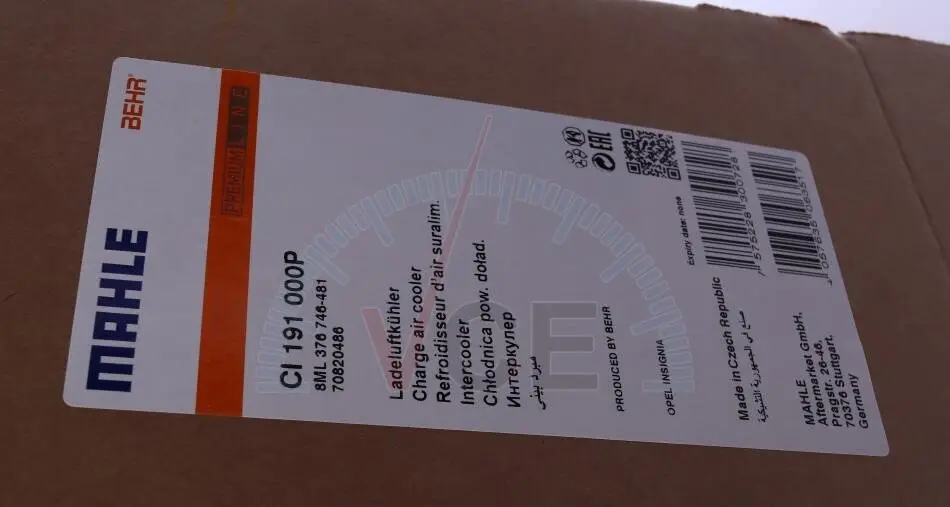 MAHLE
BEHR
PREMIUM LINE
CI 191 000P
8ML 376 746-481
70820486
Ladeluftkühler
Charge air cooler
Refroidisseur d'air suralim.
Intercooler
Chłodnica pow. doład.
Интеркулер
مبرد بيني
PRODUCED BY BEHR
OPEL INSIGNIA
Made in Czech Republic
صنع في الجمهورية التشيكية
MAHLE
Aftermarket GmbH,
Pragstr. 26-46,
70376 Stuttgart,
Germany
EAC
Expiry date: none
VCE